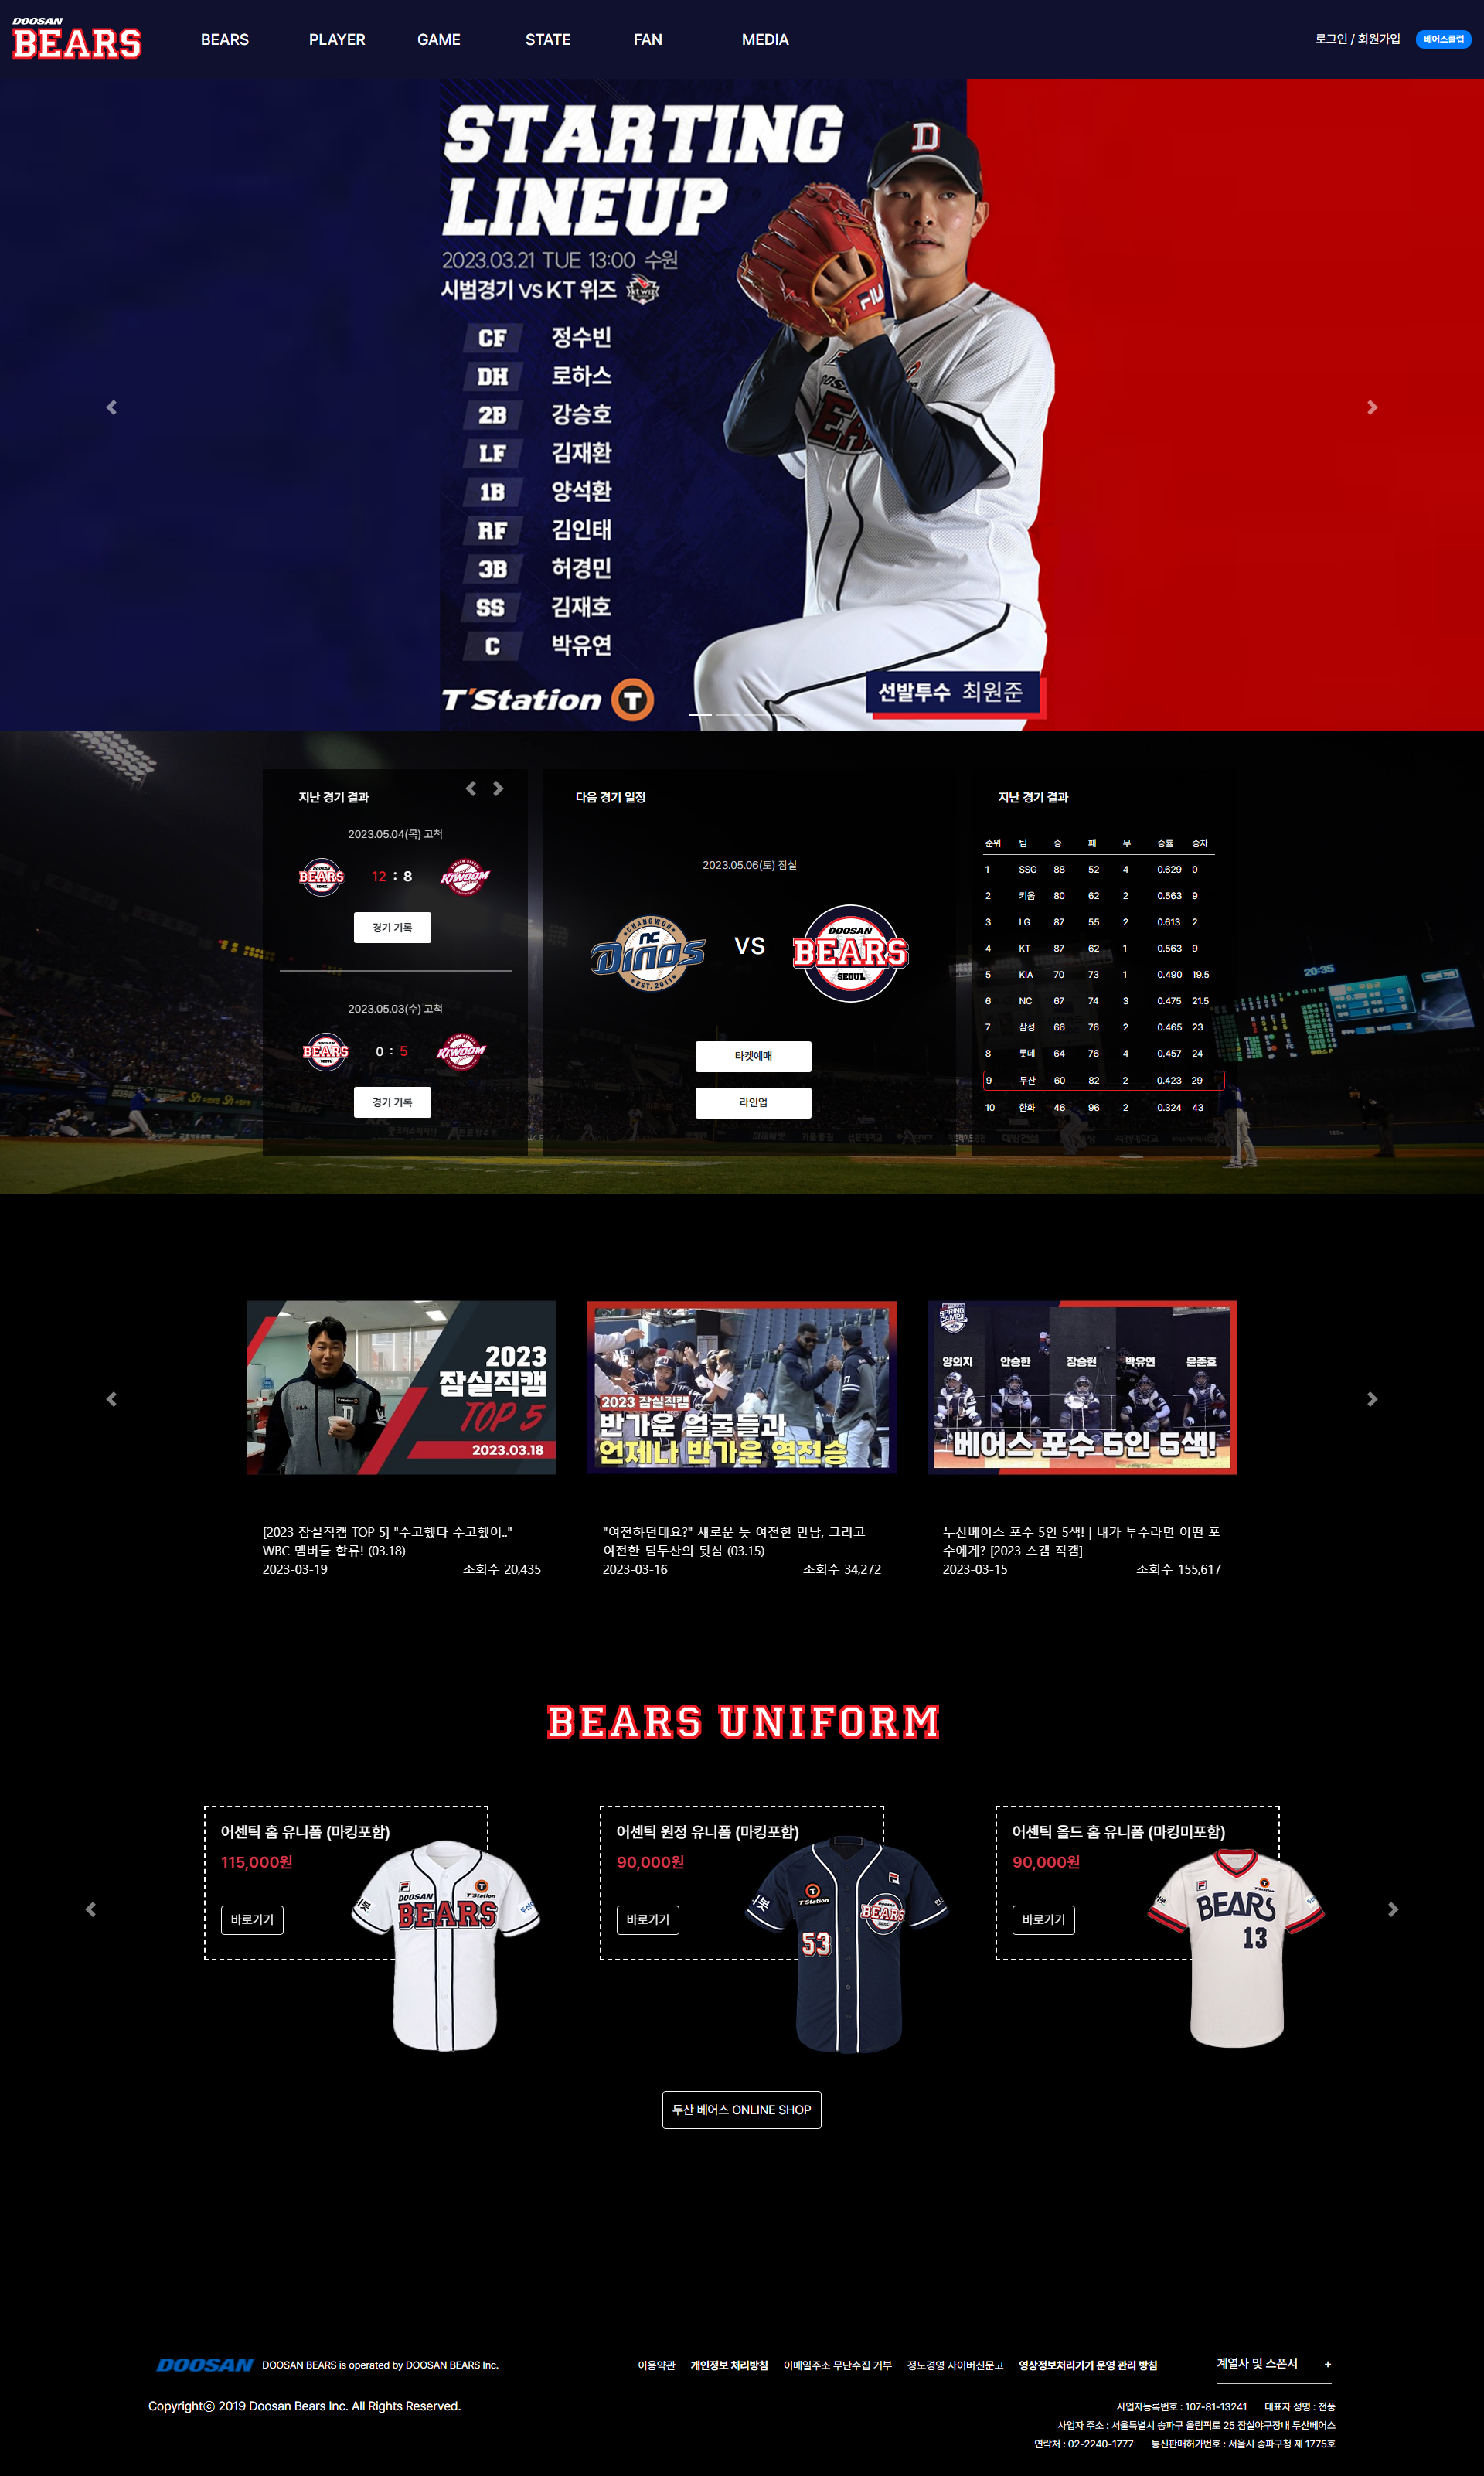 DOOSAN
BEARS
BEARS PLAYER GAME STATE FAN MEDIA
로그인 / 회원가입 베어스클럽
STARTING
LINEUP
2023.03.21 TUE 13:00 수원
시범경기 VS KT 위즈
CF 정수빈
DH 로하스
2B 강승호
LF 김재환
1B 양석환
RF 김인태
3B 허경민
SS 김재호
C 박유연
T'Station T
선발투수 최원준
지난 경기 결과
2023.05.04(목) 고척
BEARS 12 : 8 KIWOOM
경기 기록
2023.05.03(수) 고척
BEARS 0 : 5 KIWOOM
경기 기록
다음 경기 일정
2023.05.06(토) 잠실
CHANGWON NC DINOS EST. 2011 VS DOOSAN BEARS SEOUL
타켓예매
라인업
지난 경기 결과
순위 팀 승 패 무 승률 승차
1 SSG 88 52 4 0.629 0
2 키움 80 62 2 0.563 9
3 LG 87 55 2 0.613 2
4 KT 87 62 1 0.563 9
5 KIA 70 73 1 0.490 19.5
6 NC 67 74 3 0.475 21.5
7 삼성 66 76 2 0.465 23
8 롯데 64 76 4 0.457 24
9 두산 60 82 2 0.423 29
10 한화 46 96 2 0.324 43
20:35
2023
잠실직캠
TOP 5
2023.03.18
2023 잠실직캠
반가운 얼굴들과
언제나 반가운 역전승
SPRING CAMP
양의지 안승한 장승현 박유연 윤준호
베어스 포수 5인 5색!
[2023 잠실직캠 TOP 5] "수고했다 수고했어.."
WBC 멤버들 합류! (03.18)
2023-03-19 조회수 20,435
"여전하던데요?" 새로운 듯 여전한 만남, 그리고
여전한 팀두산의 뒷심 (03.15)
2023-03-16 조회수 34,272
두산베어스 포수 5인 5색! | 내가 투수라면 어떤 포
수에게? [2023 스캠 직캠]
2023-03-15 조회수 155,617
BEARS UNIFORM
어센틱 홈 유니폼 (마킹포함)
115,000원
바로가기
DOOSAN
BEARS
T'Station
어센틱 원정 유니폼 (마킹포함)
90,000원
바로가기
T'Station
BEARS
53
어센틱 올드 홈 유니폼 (마킹미포함)
90,000원
바로가기
BEARS
13
두산 베어스 ONLINE SHOP
DOOSAN DOOSAN BEARS is operated by DOOSAN BEARS Inc.
이용약관 개인정보 처리방침 이메일주소 무단수집 거부 정도경영 사이버신문고 영상정보처리기기 운영 관리 방침
계열사 및 스폰서 +
Copyrightⓒ 2019 Doosan Bears Inc. All Rights Reserved.
사업자등록번호 : 107-81-13241 대표자 성명 : 전풍
사업자 주소 : 서울특별시 송파구 올림픽로 25 잠실야구장내 두산베어스
연락처 : 02-2240-1777 통신판매허가번호 : 서울시 송파구청 제 1775호